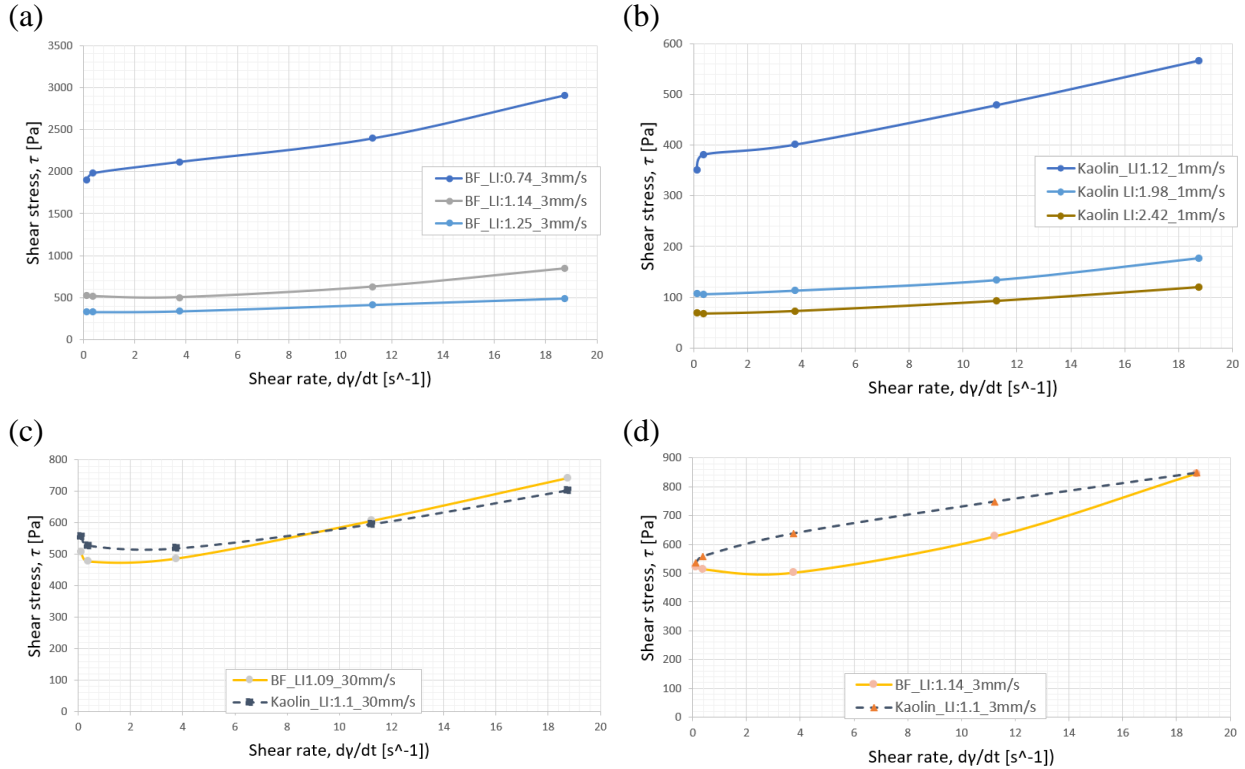 (a)
3500
3000
2500
2000
1500
1000
500
0
Shear stress, τ [Pa]
BF_LI:0.74_3mm/s
BF_LI:1.14_3mm/s
BF_LI:1.25_3mm/s
0 2 4 6 8 10 12 14 16 18 20
Shear rate, dγ/dt [s^-1])
(b)
600
500
400
300
200
100
0
Shear stress, τ [Pa]
Kaolin_LI1.12_1mm/s
Kaolin LI:1.98_1mm/s
Kaolin LI:2.42_1mm/s
0 2 4 6 8 10 12 14 16 18 20
Shear rate, dγ/dt [s^-1])
(c)
800
700
600
500
400
300
200
100
0
Shear stress, τ [Pa]
BF_LI1.09_30mm/s
Kaolin_LI:1.1_30mm/s
0 2 4 6 8 10 12 14 16 18 20
Shear rate, dγ/dt [s^-1])
(d)
900
800
700
600
500
400
300
200
100
0
Shear stress, τ [Pa]
BF_LI:1.14_3mm/s
Kaolin_LI:1.1_3mm/s
0 2 4 6 8 10 12 14 16 18 20
Shear rate, dγ/dt [s^-1])